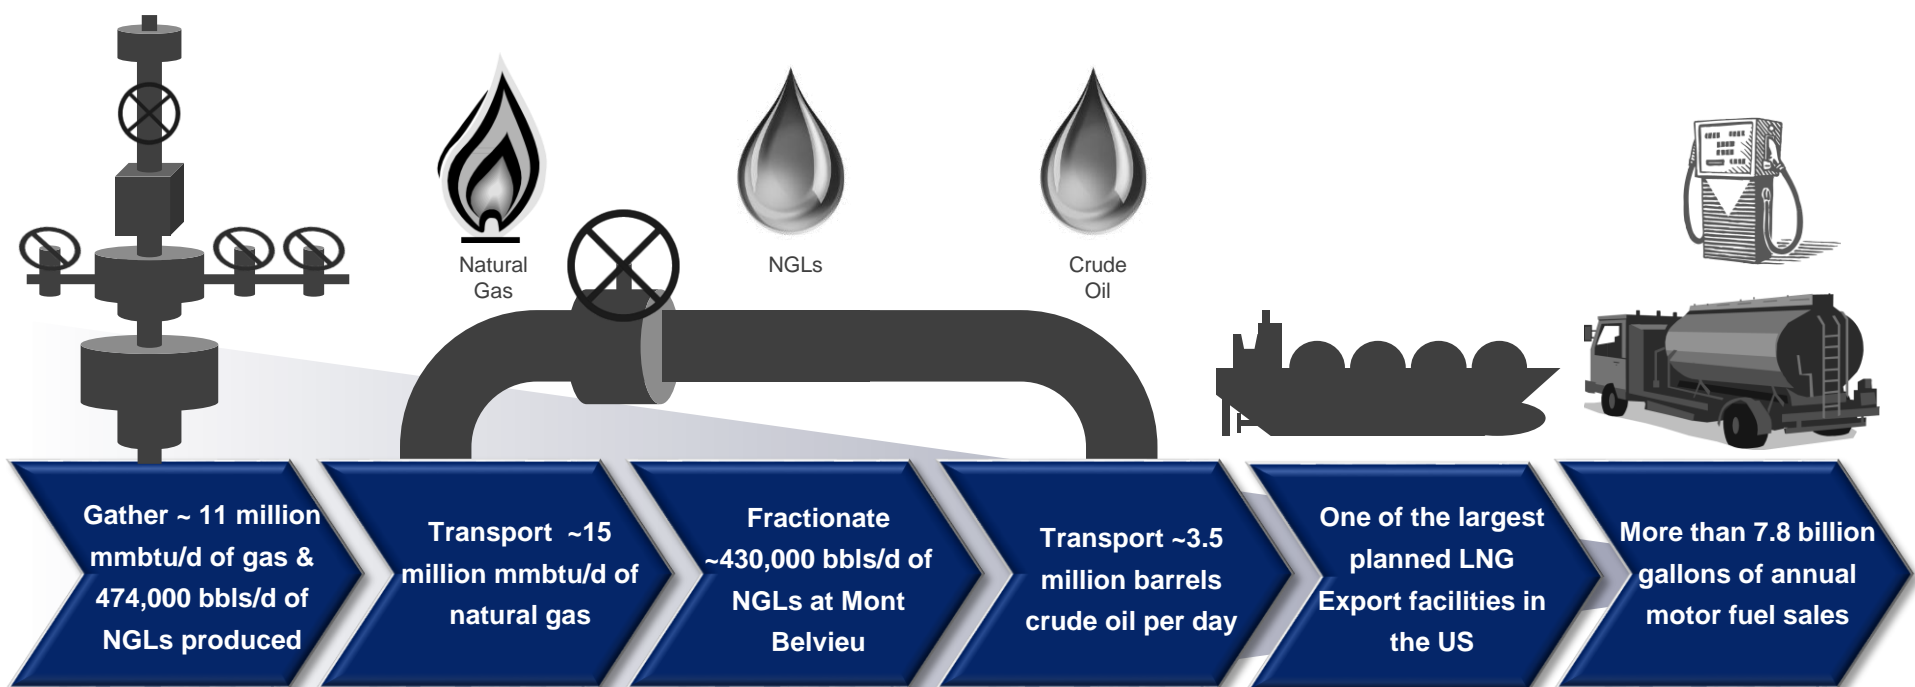 Natural
Gas
NGLs
Crude
Oil
Gather ~ 11 million
mmbtu/d of gas &
474,000 bbls/d of
NGLs produced
Transport ~15
million mmbtu/d of
natural gas
Fractionate
~430,000 bbls/d of
NGLs at Mont
Belvieu
Transport ~3.5
million barrels
crude oil per day
One of the largest
planned LNG
Export facilities in
the US
More than 7.8 billion
gallons of annual
motor fuel sales